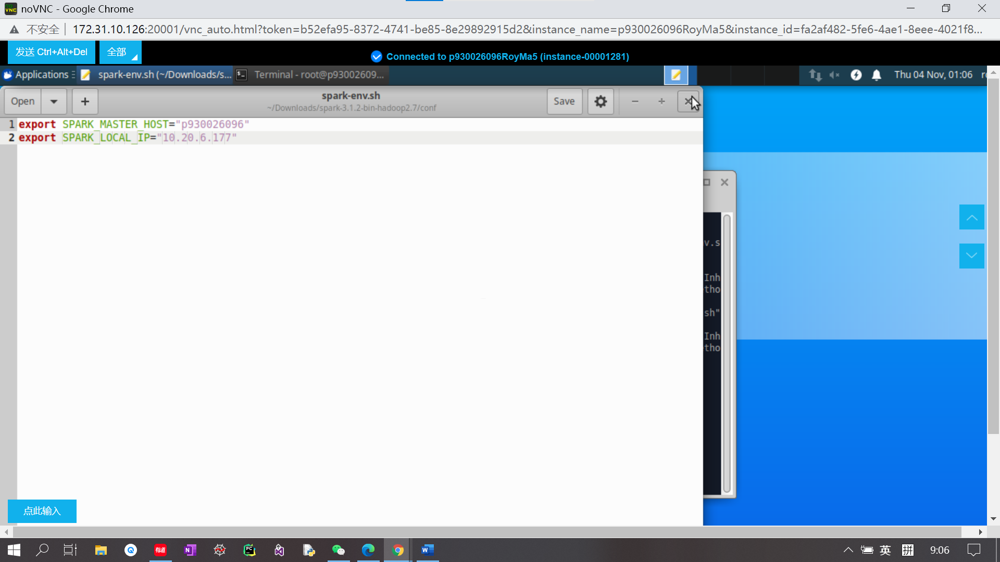 noVNC - Google Chrome
不安全 172.31.10.126:20001/vnc_auto.html?token=b52efa95-8372-4741-be85-8e29892915d2&instance_name=p930026096RoyMa5&instance_id=fa2af482-5fe6-4ae1-8eee-4021f8...
发送 Ctrl+Alt+Del 全部 Connected to p930026096RoyMa5 (instance-00001281)
Applications spark-env.sh (~/Downloads/s... Terminal - root@p93002609... Thu 04 Nov, 01:06
Open spark-env.sh Save
~/Downloads/spark-3.1.2-bin-hadoop2.7/conf
1 export SPARK_MASTER_HOST="p930026096"
2 export SPARK_LOCAL_IP="10.20.6.177"
v.s
Inh
tho
sh"
Inh
tho
点此输入
英 拼 9:06